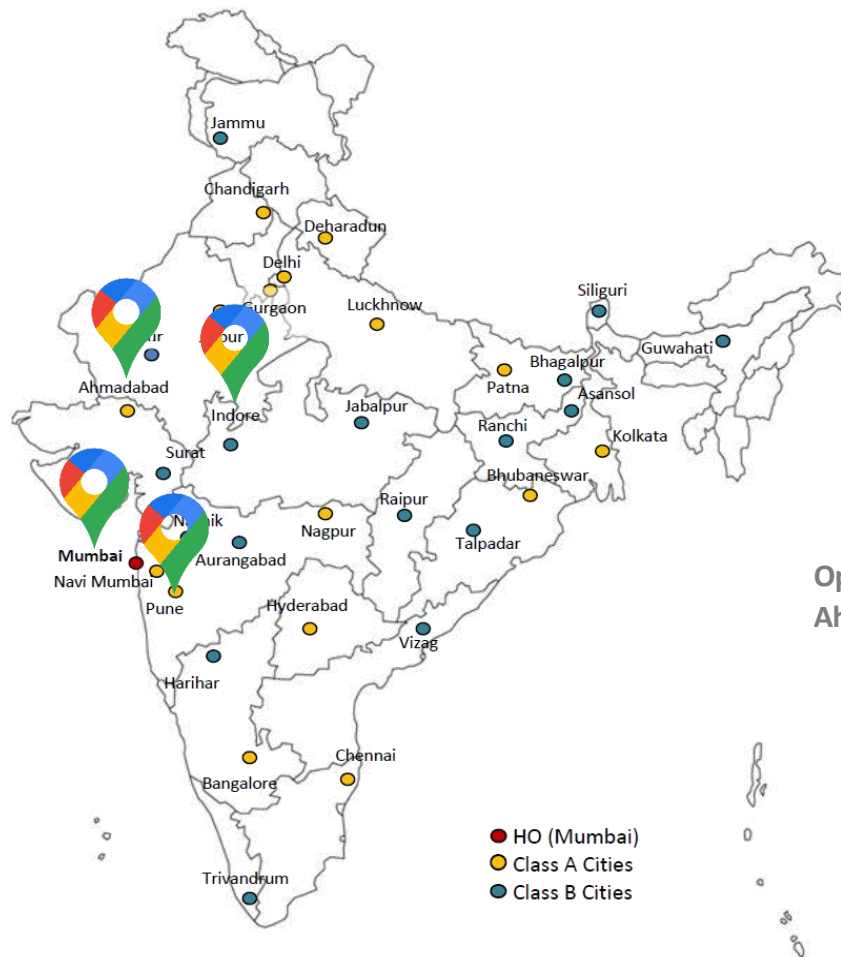 Jammu
Chandigarh
Deharadun
Delhi
Gurgaon
Luckhnow
Siliguri
Guwahati
Ahmadabad
Patna
Bhagalpur
Asansol
Indore
Jabalpur
Ranchi
Kolkata
Surat
Bhubaneswar
Raipur
Nagpur
Talpadar
Aurangabad
Mumbai
Navi Mumbai
Pune
Hyderabad
Vizag
Harihar
Bangalore
Chennai
Trivandrum
HO (Mumbai)
Class A Cities
Class B Cities